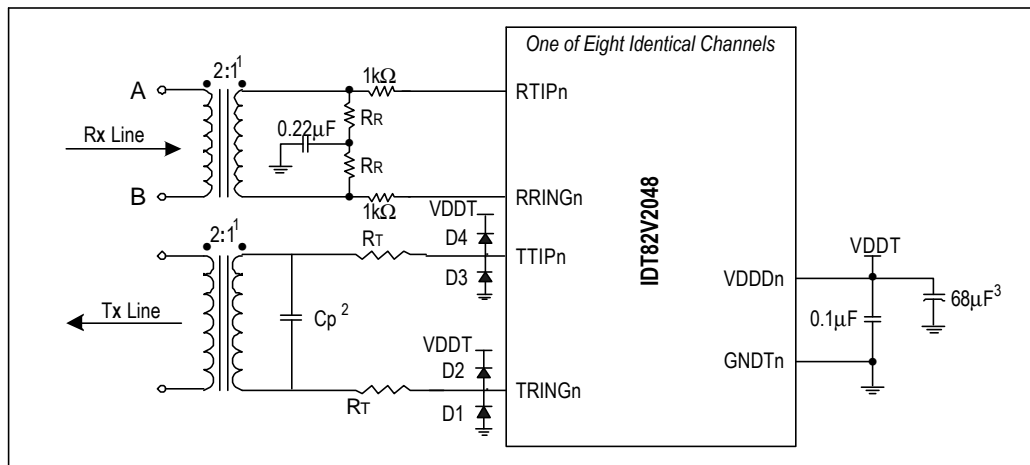 One of Eight Identical Channels
2:1¹
A
1kΩ
RTIPn
RR
0.22μF
Rx Line
RR
B
1kΩ
RRINGn
VDDT
2:1¹
RT
D4
TTIPn
D3
IDT82V2048
VDDT
VDDDn
68μF³
0.1μF
Tx Line
Cp ²
VDDT
D2
GNDTn
RT
TRINGn
D1